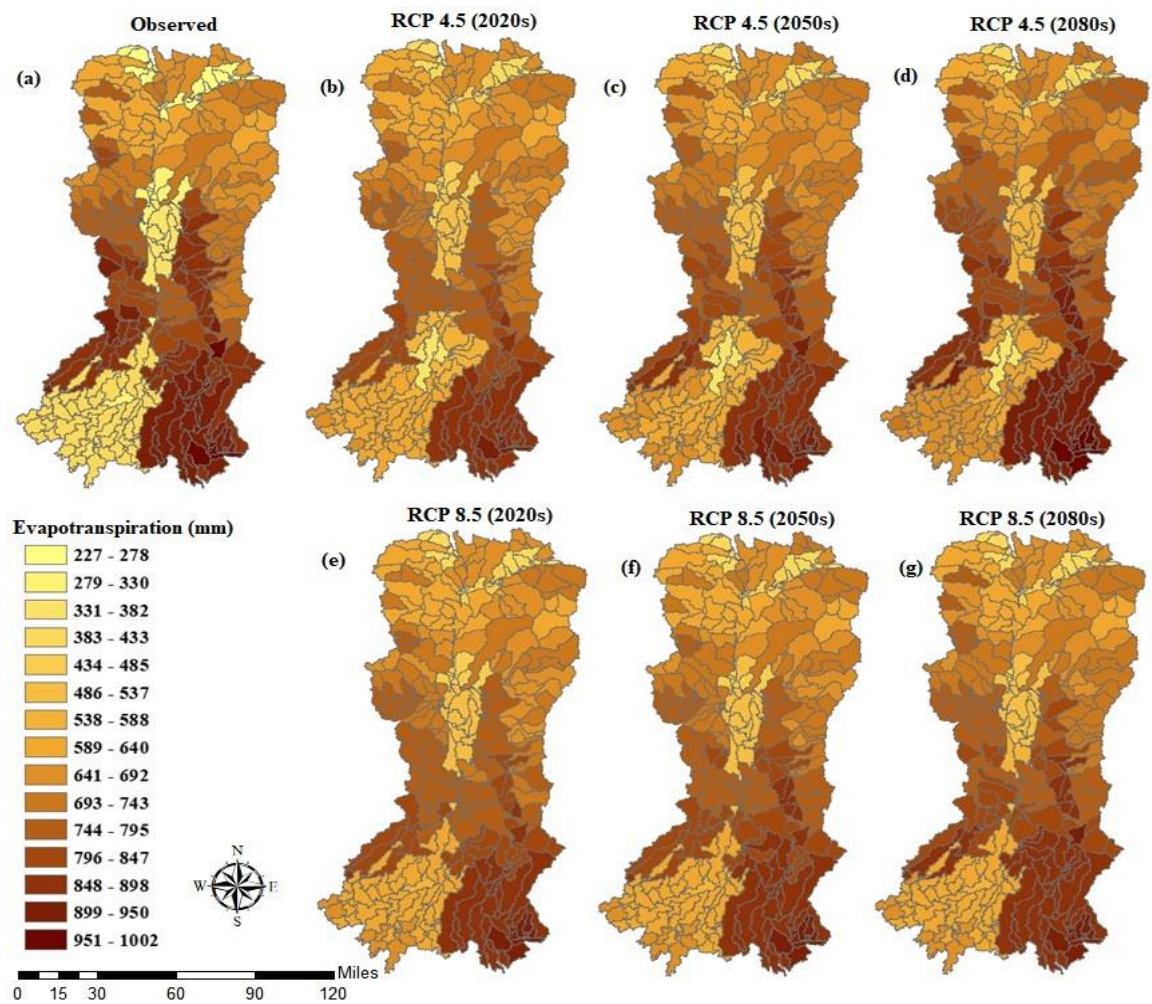 Observed
RCP 4.5 (2020s)
RCP 4.5 (2050s)
RCP 4.5 (2080s)
(a)
(b)
(c)
(d)
RCP 8.5 (2020s)
RCP 8.5 (2050s)
RCP 8.5 (2080s)
(e)
(f)
(g)
Evapotranspiration (mm)
227 - 278
279 - 330
331 - 382
383 - 433
434 - 485
486 - 537
538 - 588
589 - 640
641 - 692
693 - 743
744 - 795
796 - 847
848 - 898
899 - 950
951 - 1002
N
W E
S
Miles
0 15 30 60 90 120